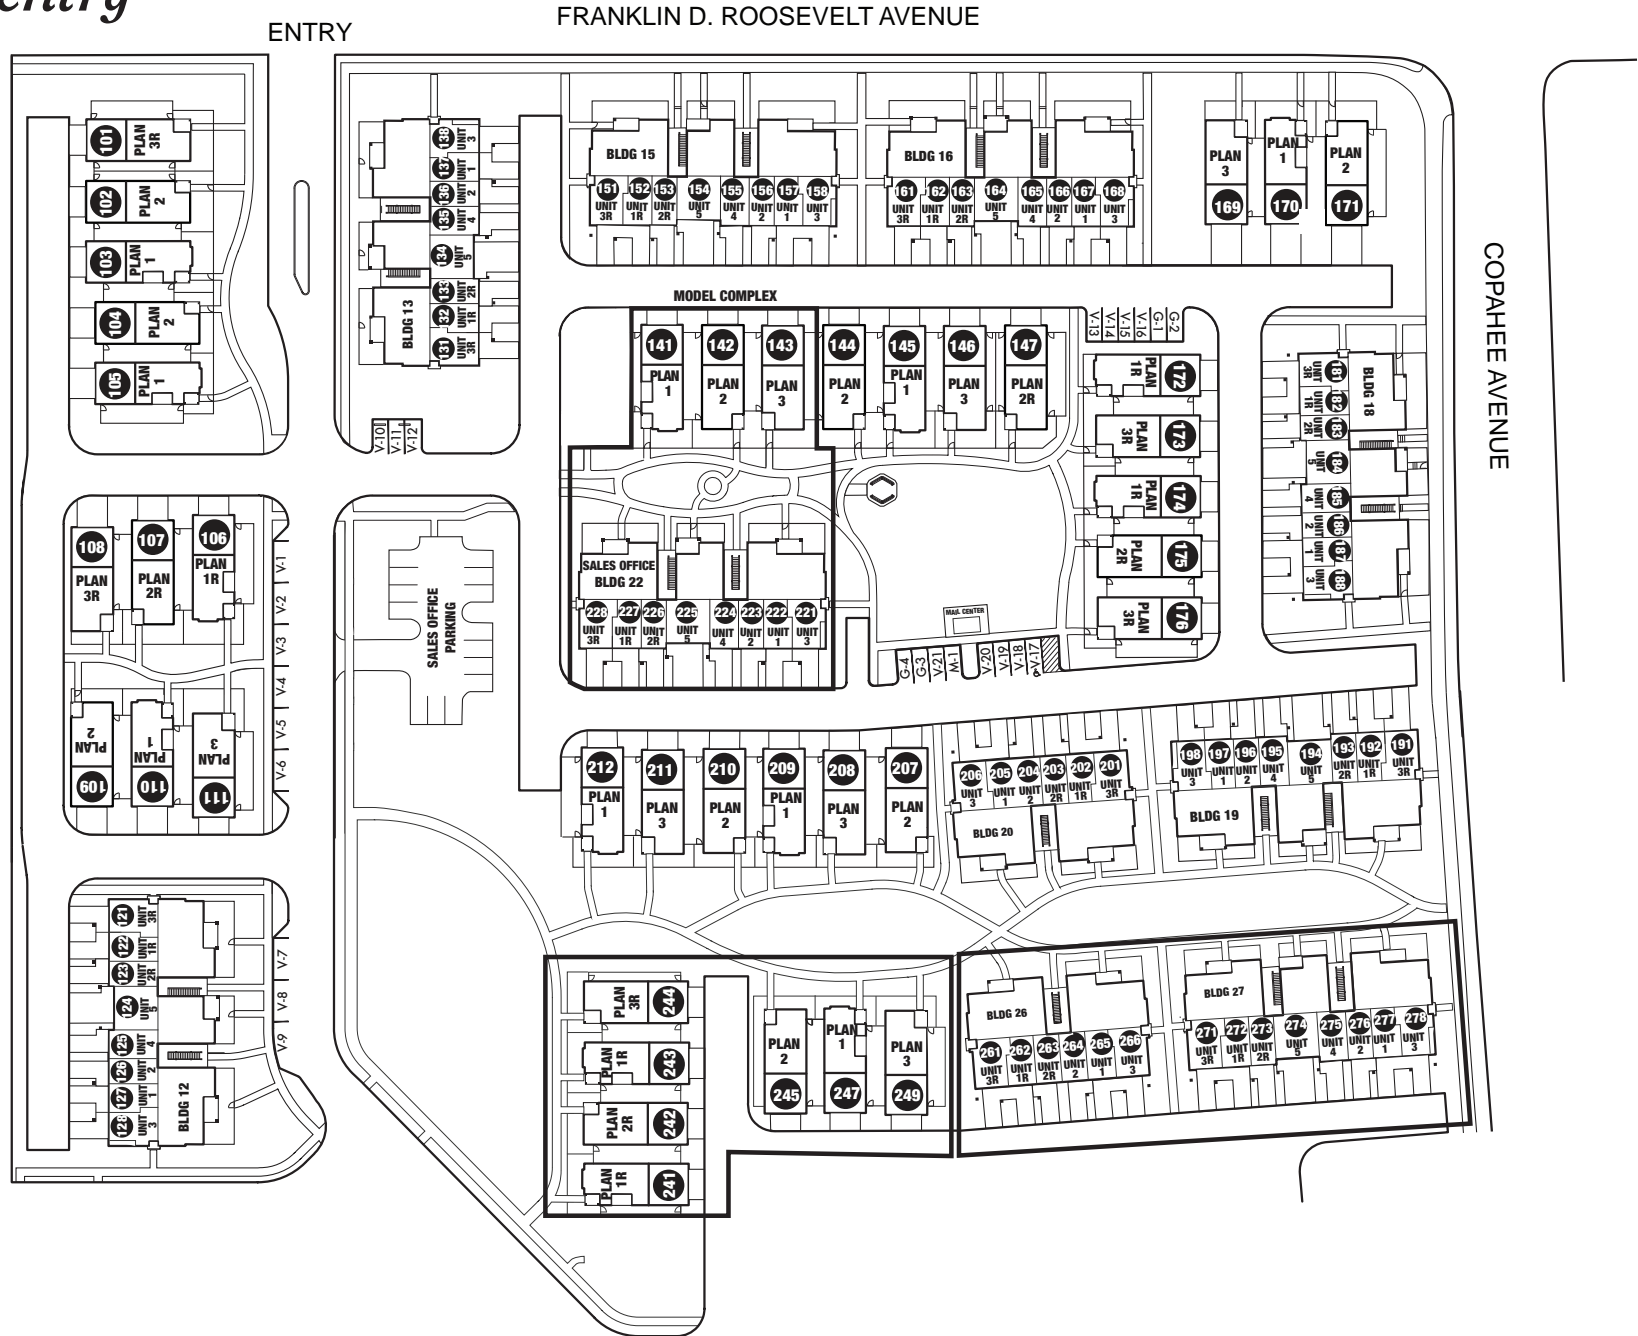 entry
ENTRY
FRANKLIN D. ROOSEVELT AVENUE
COPAHEE AVENUE
101 PLAN 3R
102 PLAN 2
103 PLAN 1
104 PLAN 2
105 PLAN 1
138 UNIT 3
137 UNIT 1
136 UNIT 2
135 UNIT 4
134 UNIT 5
133 UNIT 2R
132 UNIT 1R
131 UNIT 3R
BLDG 13
V-10
V-11
V-12
BLDG 15
151 152 153 154 155 156 157 158
UNIT 3R UNIT 1R UNIT 2R UNIT 5 UNIT 4 UNIT 2 UNIT 1 UNIT 3
BLDG 16
161 162 163 164 165 166 167 168
UNIT 3R UNIT 1R UNIT 2R UNIT 5 UNIT 4 UNIT 2 UNIT 1 UNIT 3
PLAN 3 169
PLAN 1 170
PLAN 2 171
MODEL COMPLEX
141 PLAN 1
142 PLAN 2
143 PLAN 3
144 PLAN 2
145 PLAN 1
146 PLAN 3
147 PLAN 2R
V-13
V-14
V-15
V-16
G-1
G-2
PLAN 1R 172
PLAN 3R 173
PLAN 1R 174
PLAN 2R 175
PLAN 3R 176
BLDG 18
181 UNIT 3R
182 UNIT 1R
183 UNIT 2R
184 UNIT 5
185 UNIT 4
186 UNIT 2
187 UNIT 1
188 UNIT 3
108 PLAN 3R
107 PLAN 2R
106 PLAN 1R
V-1
V-2
V-3
V-4
V-5
V-6
PLAN 2 109
PLAN 1 110
PLAN 3 111
SALES OFFICE
PARKING
SALES OFFICE
BLDG 22
228 227 226 225 224 223 222 221
UNIT 3R UNIT 1R UNIT 2R UNIT 5 UNIT 4 UNIT 2 UNIT 1 UNIT 3
MAIL CENTER
G-4
G-3
V-21
M-1
V-20
V-19
V-18
V-17
212 PLAN 1
211 PLAN 3
210 PLAN 2
209 PLAN 1
208 PLAN 3
207 PLAN 2
206 205 204 203 202 201
UNIT 3 UNIT 1 UNIT 2 UNIT 2R UNIT 1R UNIT 3R
BLDG 20
198 197 196 195 194 193 192 191
UNIT 3 UNIT 1 UNIT 2 UNIT 4 UNIT 5 UNIT 2R UNIT 1R UNIT 3R
BLDG 19
121 UNIT 3R
122 UNIT 1R
123 UNIT 2R
124 UNIT 5
125 UNIT 4
126 UNIT 2
127 UNIT 1
128 UNIT 3
BLDG 12
V-7
V-8
V-9
PLAN 3R 244
PLAN 1R 243
PLAN 2R 242
PLAN 1R 241
PLAN 2 245
PLAN 1 247
PLAN 3 249
BLDG 26
261 262 263 264 265 266
UNIT 3R UNIT 1R UNIT 2R UNIT 2 UNIT 1 UNIT 3
BLDG 27
271 272 273 274 275 276 277 278
UNIT 3R UNIT 1R UNIT 2R UNIT 5 UNIT 4 UNIT 2 UNIT 1 UNIT 3